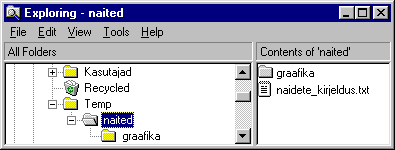 Exploring - naited
File Edit View Tools Help
All Folders
Contents of 'naited'
Kasutajad
Recycled
Temp
naited
graafika
graafika
naidete_kirjeldus.txt